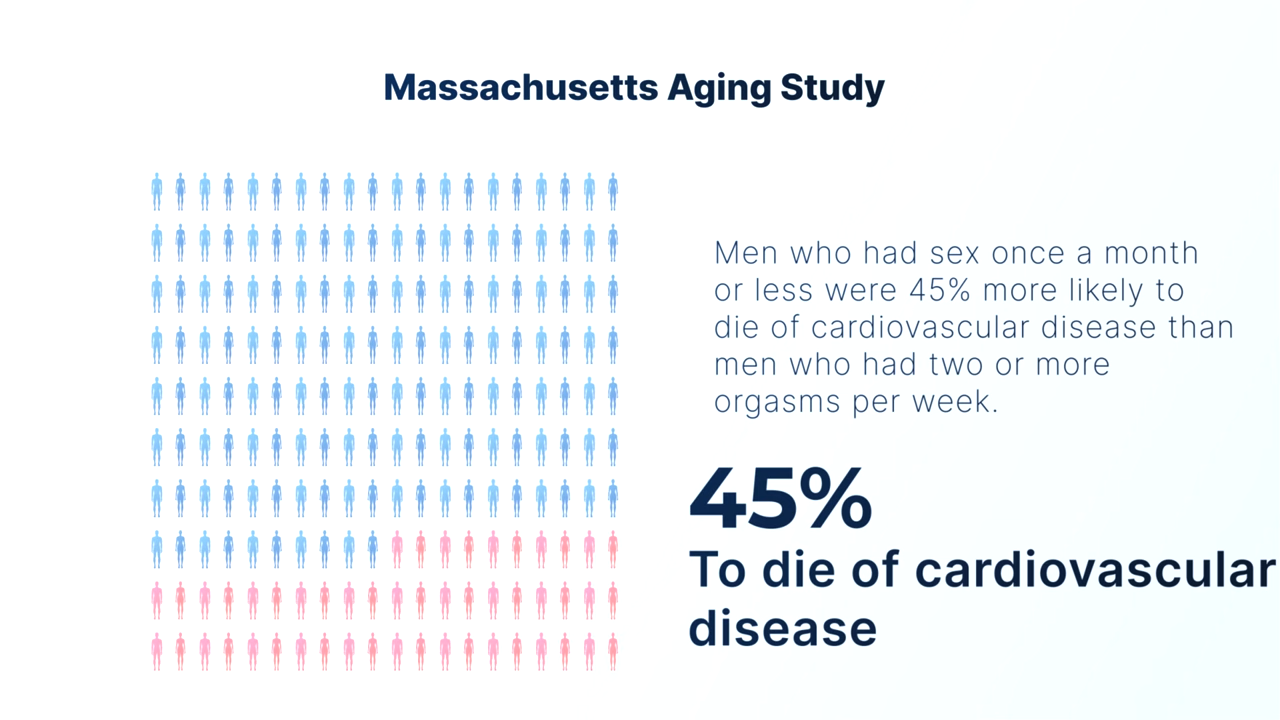 Massachusetts Aging Study
Men who had sex once a month
or less were 45% more likely to
die of cardiovascular disease than
men who had two or more
orgasms per week.
45%
To die of cardiovascular
disease